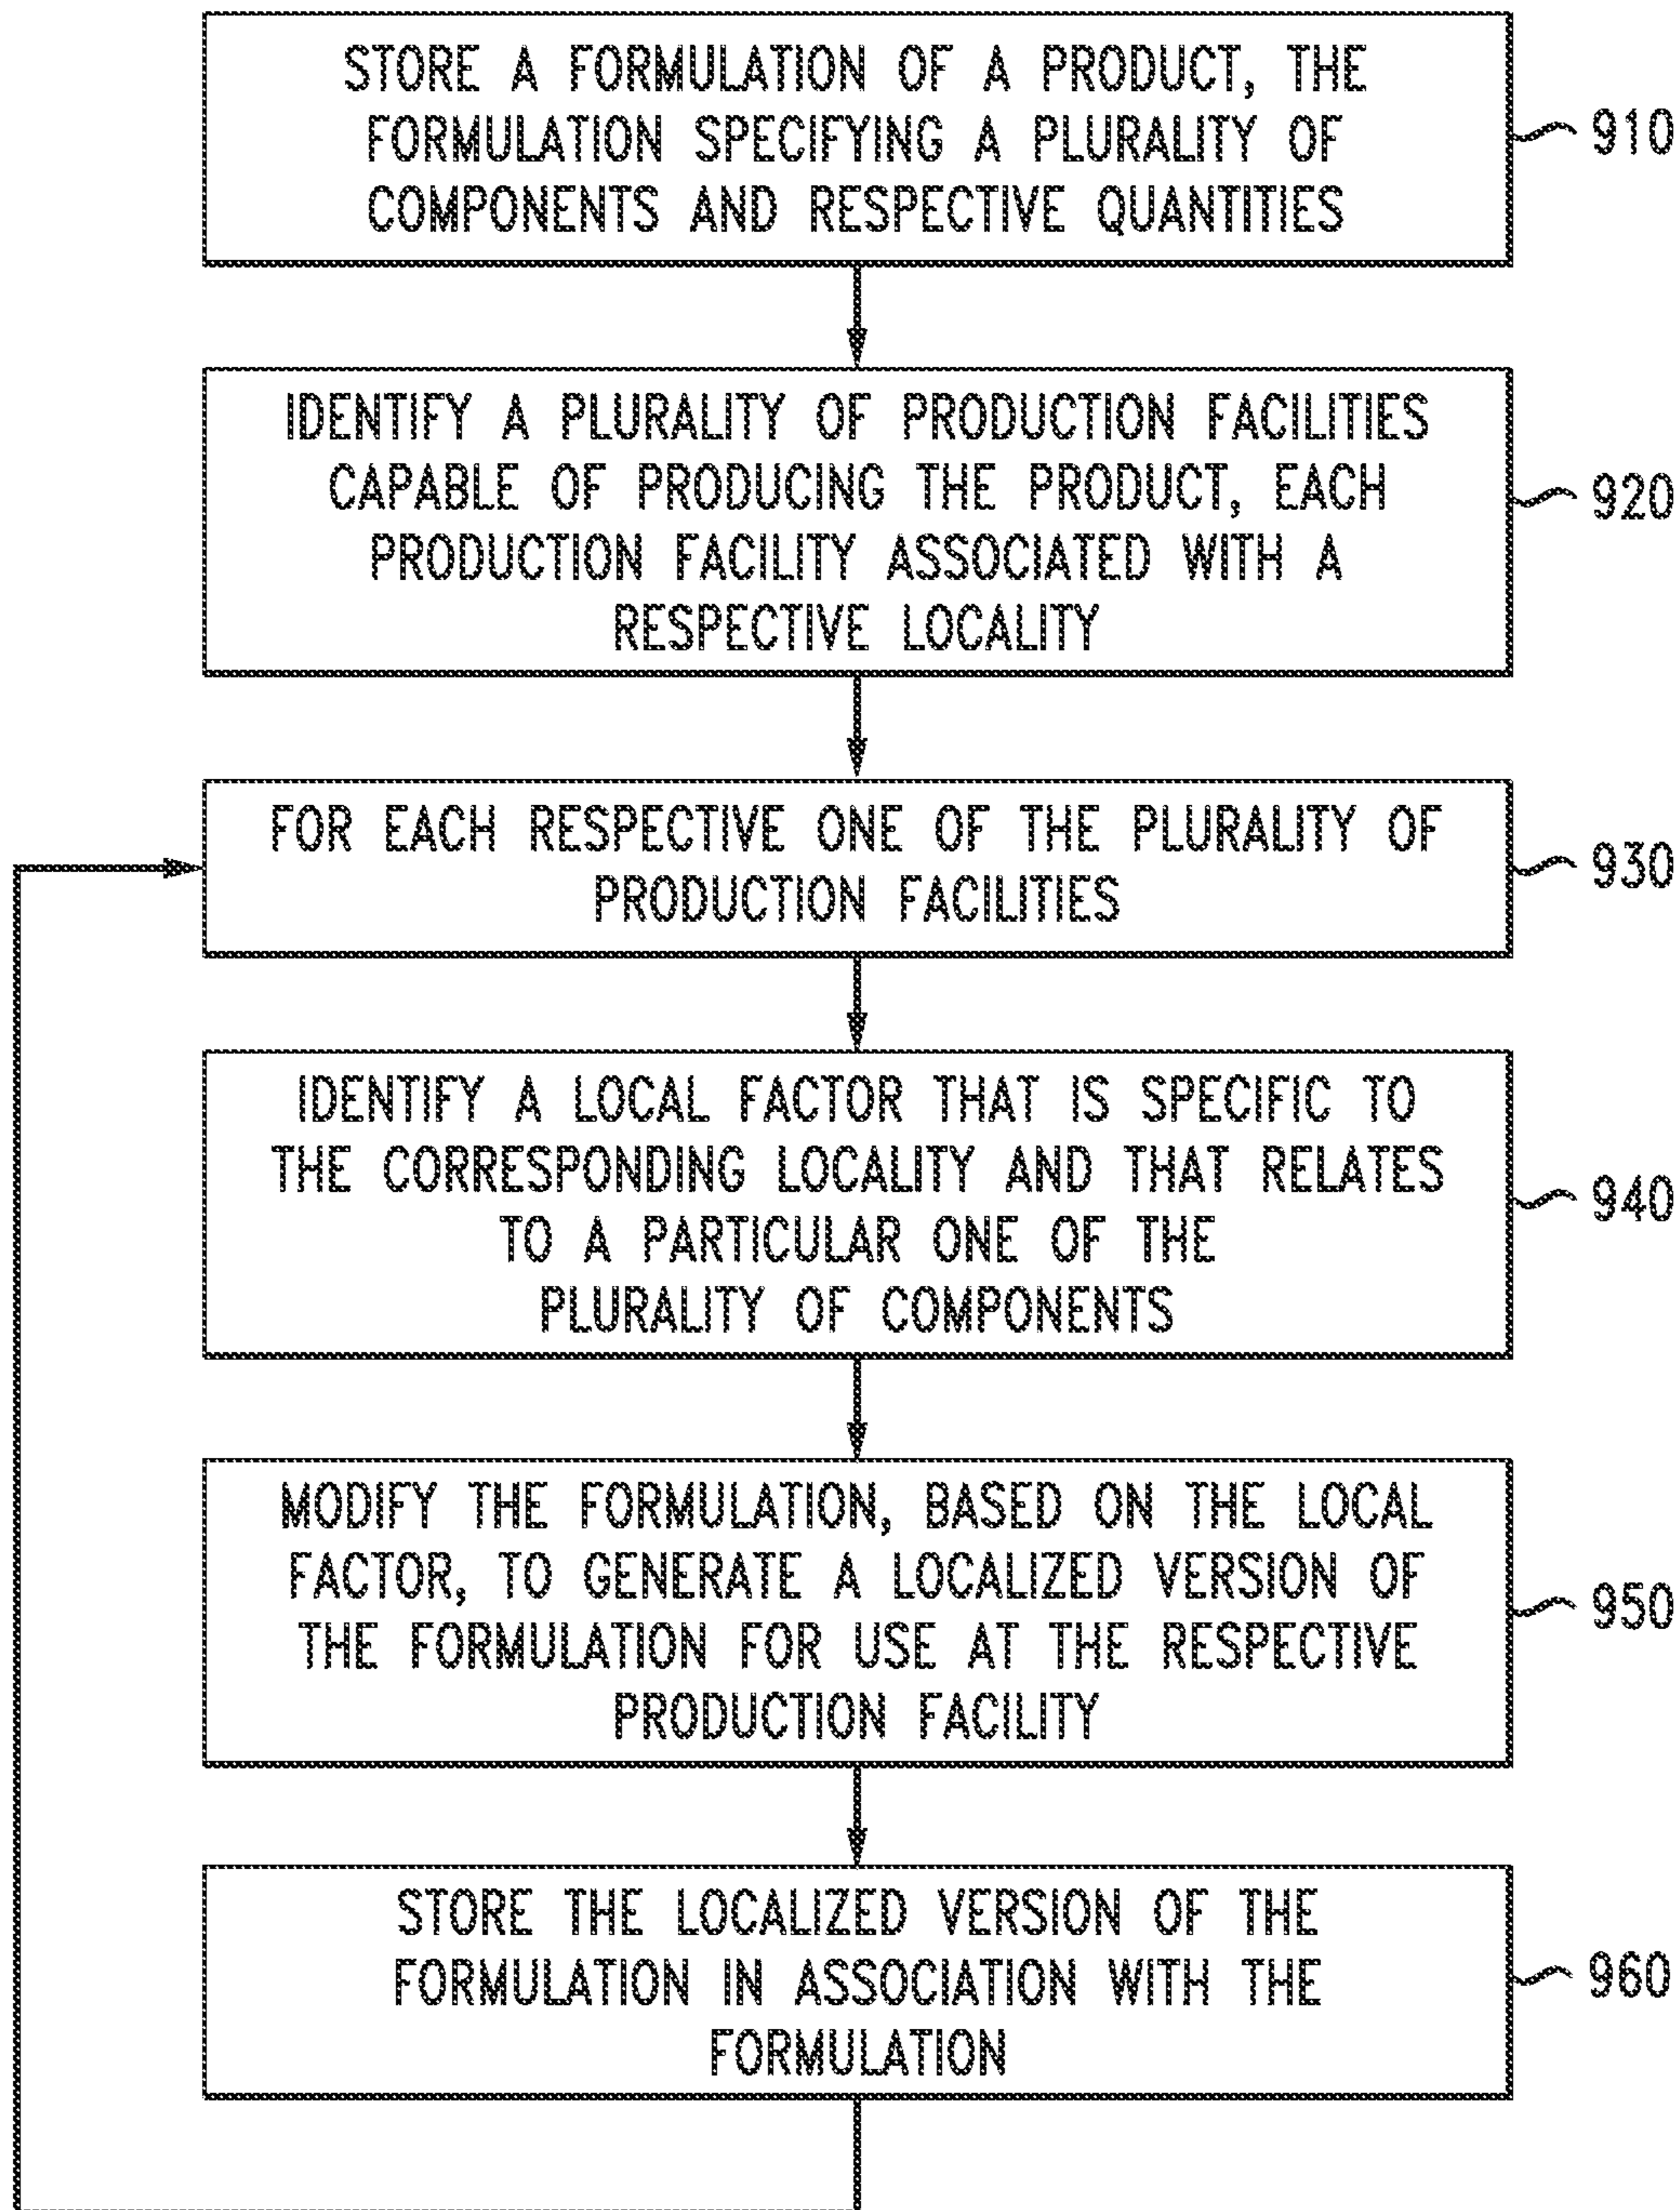 STORE A FORMULATION OF A PRODUCT, THE
FORMULATION SPECIFYING A PLURALITY OF
COMPONENTS AND RESPECTIVE QUANTITIES
910
IDENTIFY A PLURALITY OF PRODUCTION FACILITIES
CAPABLE OF PRODUCING THE PRODUCT, EACH
PRODUCTION FACILITY ASSOCIATED WITH A
RESPECTIVE LOCALITY
920
FOR EACH RESPECTIVE ONE OF THE PLURALITY OF
PRODUCTION FACILITIES
930
IDENTIFY A LOCAL FACTOR THAT IS SPECIFIC TO
THE CORRESPONDING LOCALITY AND THAT RELATES
TO A PARTICULAR ONE OF THE
PLURALITY OF COMPONENTS
940
MODIFY THE FORMULATION, BASED ON THE LOCAL
FACTOR, TO GENERATE A LOCALIZED VERSION OF
THE FORMULATION FOR USE AT THE RESPECTIVE
PRODUCTION FACILITY
950
STORE THE LOCALIZED VERSION OF THE
FORMULATION IN ASSOCIATION WITH THE
FORMULATION
960